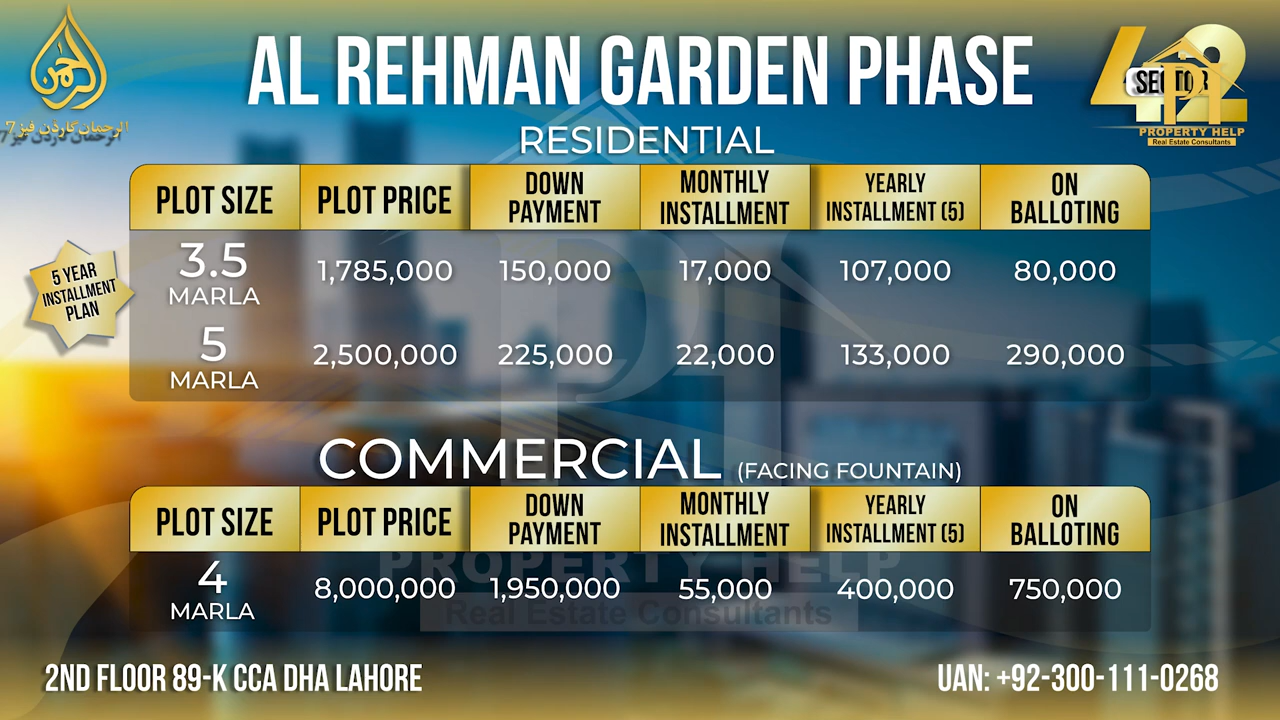 AL REHMAN GARDEN PHASE
الرحمان گارڈن فیز 7
PROPERTY HELP
Real Estate Consultants
RESIDENTIAL
PLOT SIZE PLOT PRICE DOWN PAYMENT MONTHLY INSTALLMENT YEARLY INSTALLMENT (5) ON BALLOTING
3.5 MARLA 1,785,000 150,000 17,000 107,000 80,000
5 YEAR
INSTALLMENT
PLAN
5 MARLA 2,500,000 225,000 22,000 133,000 290,000
COMMERCIAL (FACING FOUNTAIN)
PLOT SIZE PLOT PRICE DOWN PAYMENT MONTHLY INSTALLMENT YEARLY INSTALLMENT (5) ON BALLOTING
4 MARLA 8,000,000 1,950,000 55,000 400,000 750,000
PROPERTY HELP
Real Estate Consultants
2ND FLOOR 89-K CCA DHA LAHORE
UAN: +92-300-111-0268